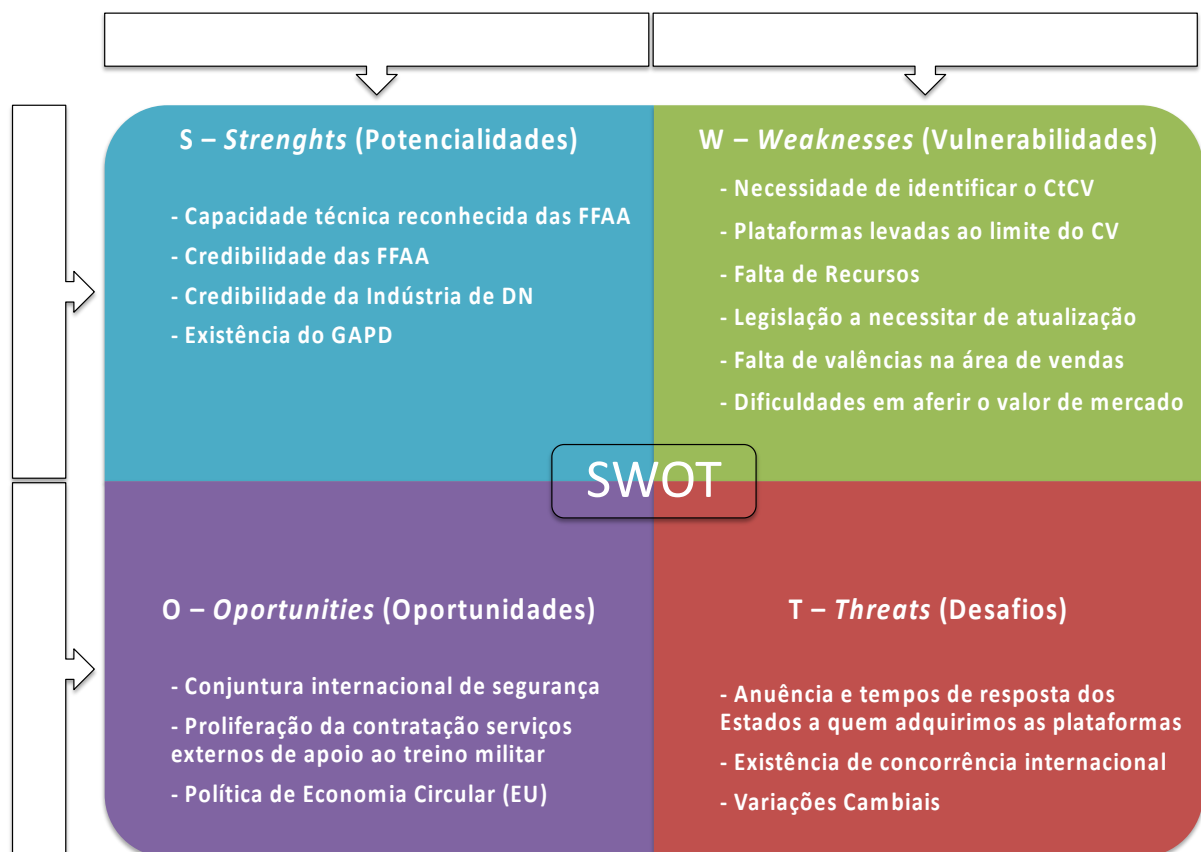 S – Strenghts (Potencialidades)
- Capacidade técnica reconhecida das FFAA
- Credibilidade das FFAA
- Credibilidade da Indústria de DN
- Existência do GAPD
W – Weaknesses (Vulnerabilidades)
- Necessidade de identificar o CtCV
- Plataformas levadas ao limite do CV
- Falta de Recursos
- Legislação a necessitar de atualização
- Falta de valências na área de vendas
- Dificuldades em aferir o valor de mercado
SWOT
O – Oportunities (Oportunidades)
- Conjuntura internacional de segurança
- Proliferação da contratação serviços
externos de apoio ao treino militar
- Política de Economia Circular (EU)
T – Threats (Desafios)
- Anuência e tempos de resposta dos
Estados a quem adquirimos as plataformas
- Existência de concorrência internacional
- Variações Cambiais